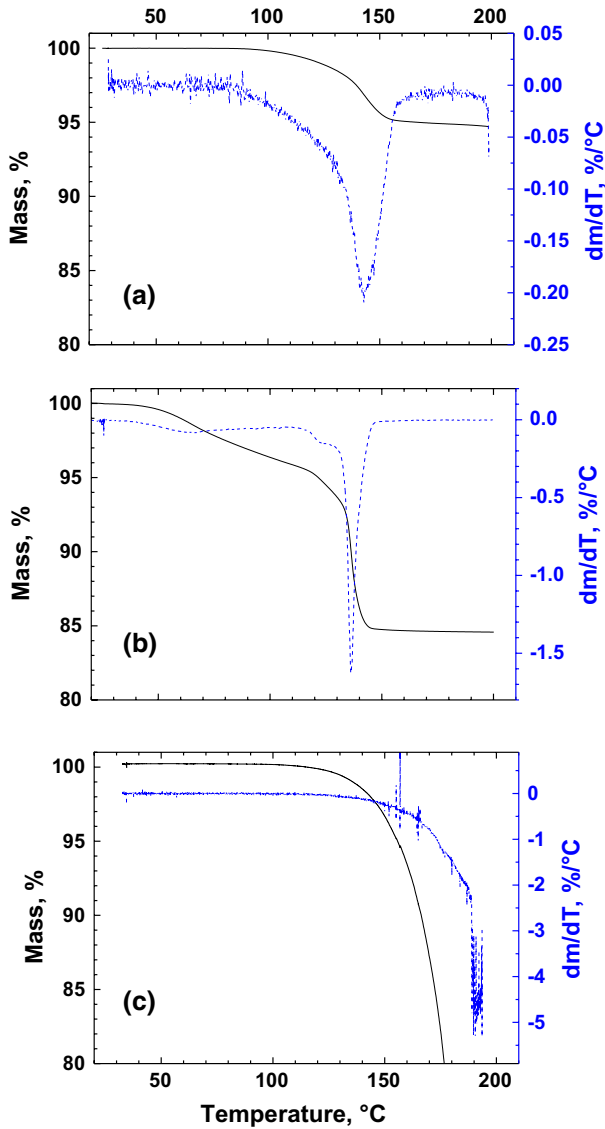 50 100 150 200
100
95
90
85
80
Mass, %
(a)
0.05
0.00
-0.05
-0.10
-0.15
-0.20
-0.25
dm/dT, %/°C
100
95
90
85
80
Mass, %
(b)
0.0
-0.5
-1.0
-1.5
dm/dT, %/°C
100
95
90
85
80
Mass, %
(c)
0
-1
-2
-3
-4
-5
dm/dT, %/°C
50 100 150 200
Temperature, °C